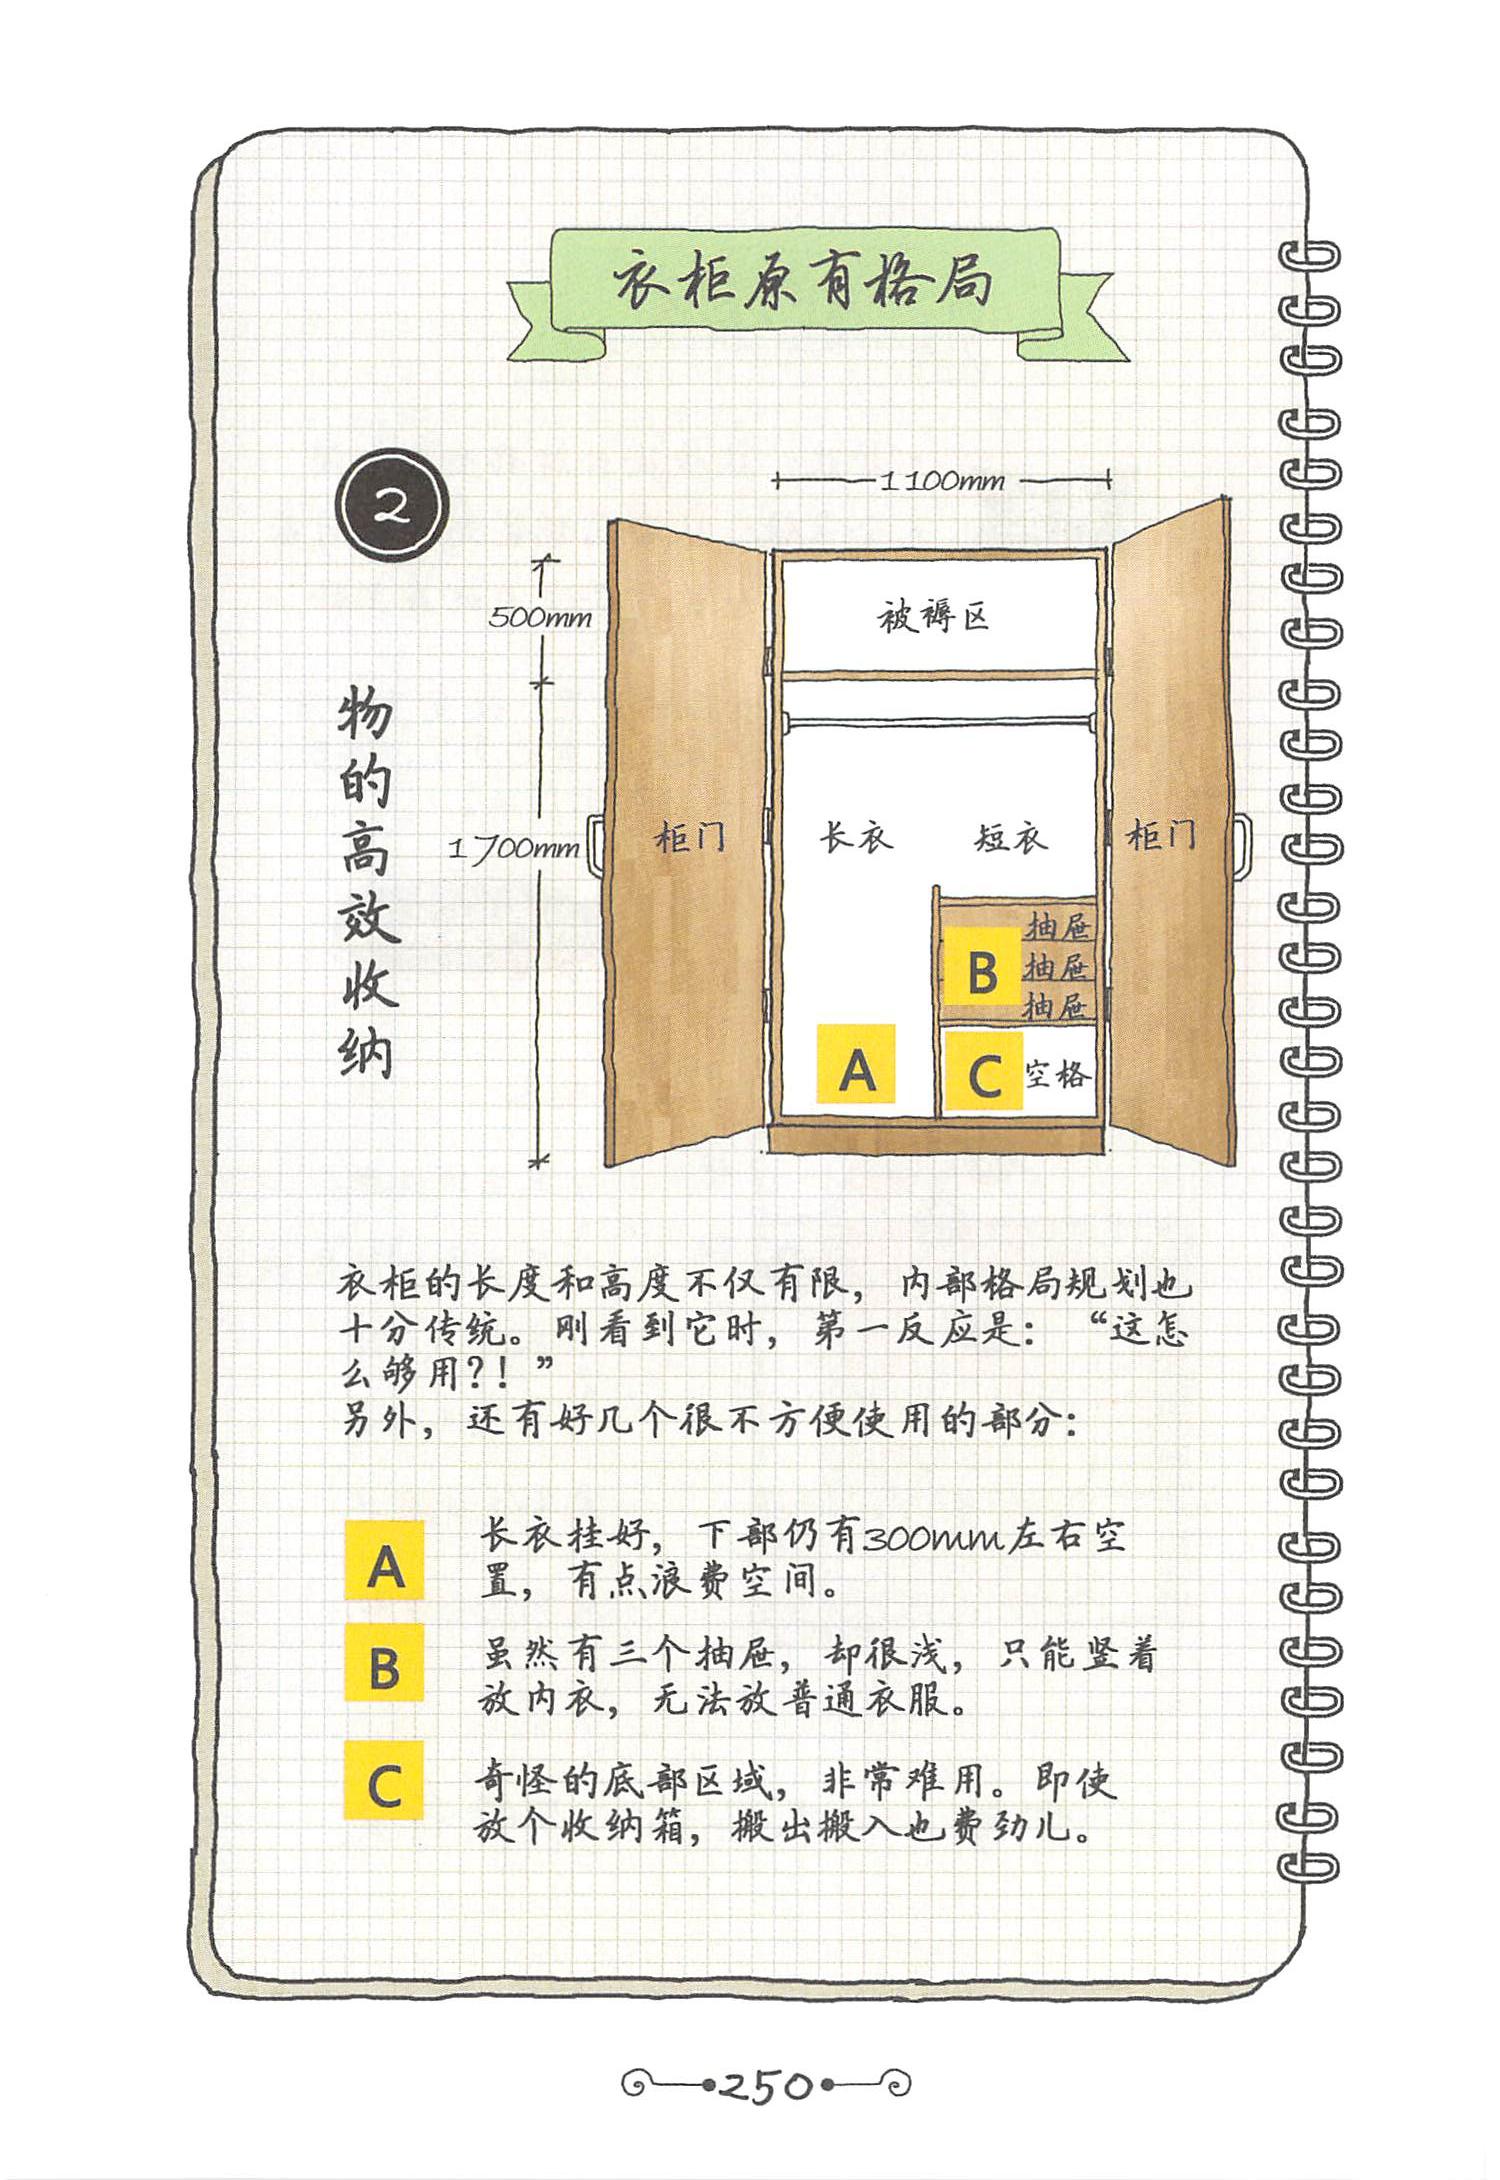 衣柜原有格局
2
物的高效收纳
1100mm
500mm
1700mm
被褥区
柜门
长衣
短衣
柜门
抽屉
B
抽屉
抽屉
A
C
空格
衣柜的长度和高度不仅有限，内部格局规划也
十分传统。刚看到它时，第一反应是：“这怎
么够用？！”
另外，还有好几个很不方便使用的部分：
A
长衣挂好，下部仍有300mm左右空
置，有点浪费空间。
B
虽然有三个抽屉，却很浅，只能竖着
放内衣，无法放普通衣服。
C
奇怪的底部区域，非常难用。即使
放个收纳箱，搬出搬入也费劲儿。
250